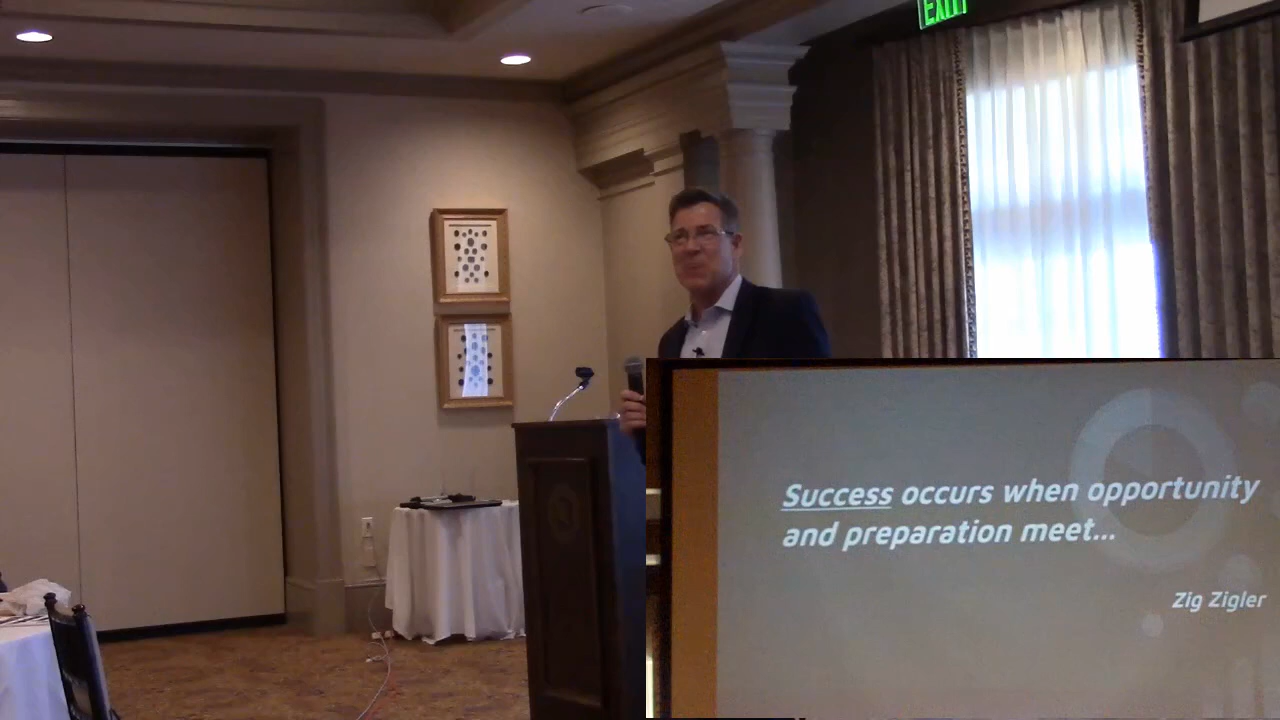 EXIT
Success occurs when opportunity
and preparation meet...
Zig Zigler